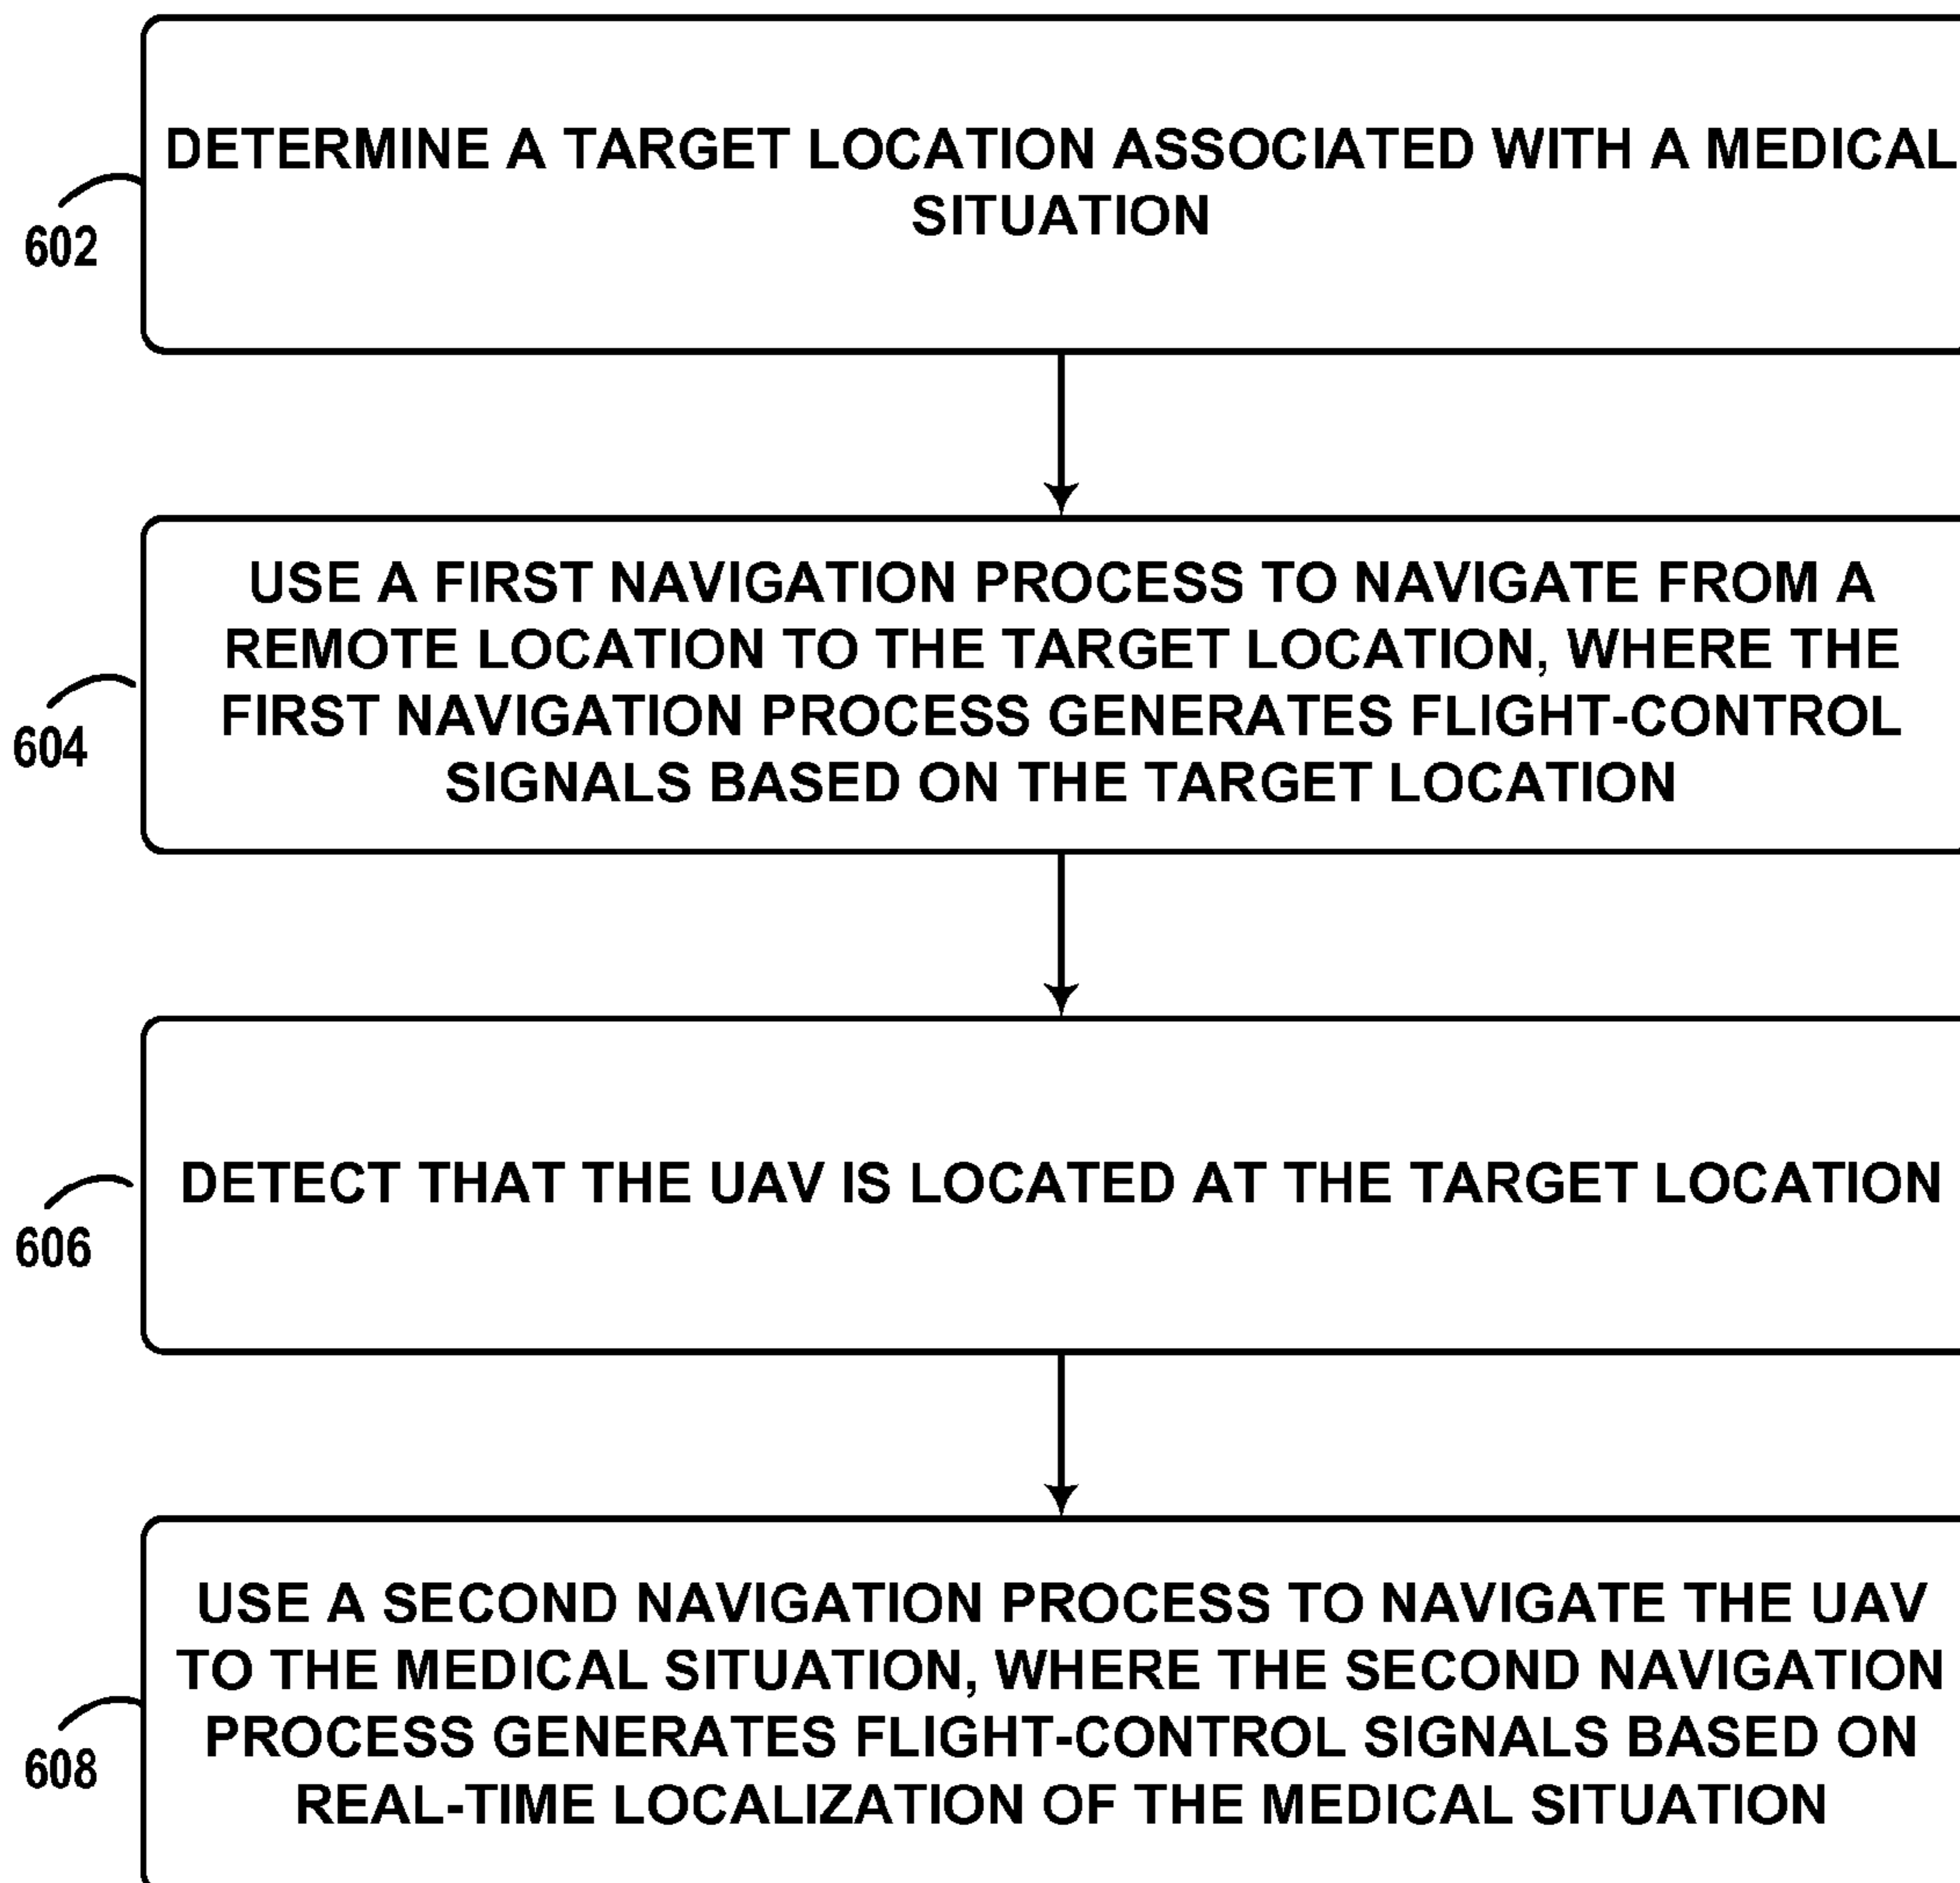 DETERMINE A TARGET LOCATION ASSOCIATED WITH A MEDICAL
SITUATION
602
USE A FIRST NAVIGATION PROCESS TO NAVIGATE FROM A
REMOTE LOCATION TO THE TARGET LOCATION, WHERE THE
FIRST NAVIGATION PROCESS GENERATES FLIGHT-CONTROL
SIGNALS BASED ON THE TARGET LOCATION
604
DETECT THAT THE UAV IS LOCATED AT THE TARGET LOCATION
606
USE A SECOND NAVIGATION PROCESS TO NAVIGATE THE UAV
TO THE MEDICAL SITUATION, WHERE THE SECOND NAVIGATION
PROCESS GENERATES FLIGHT-CONTROL SIGNALS BASED ON
REAL-TIME LOCALIZATION OF THE MEDICAL SITUATION
608